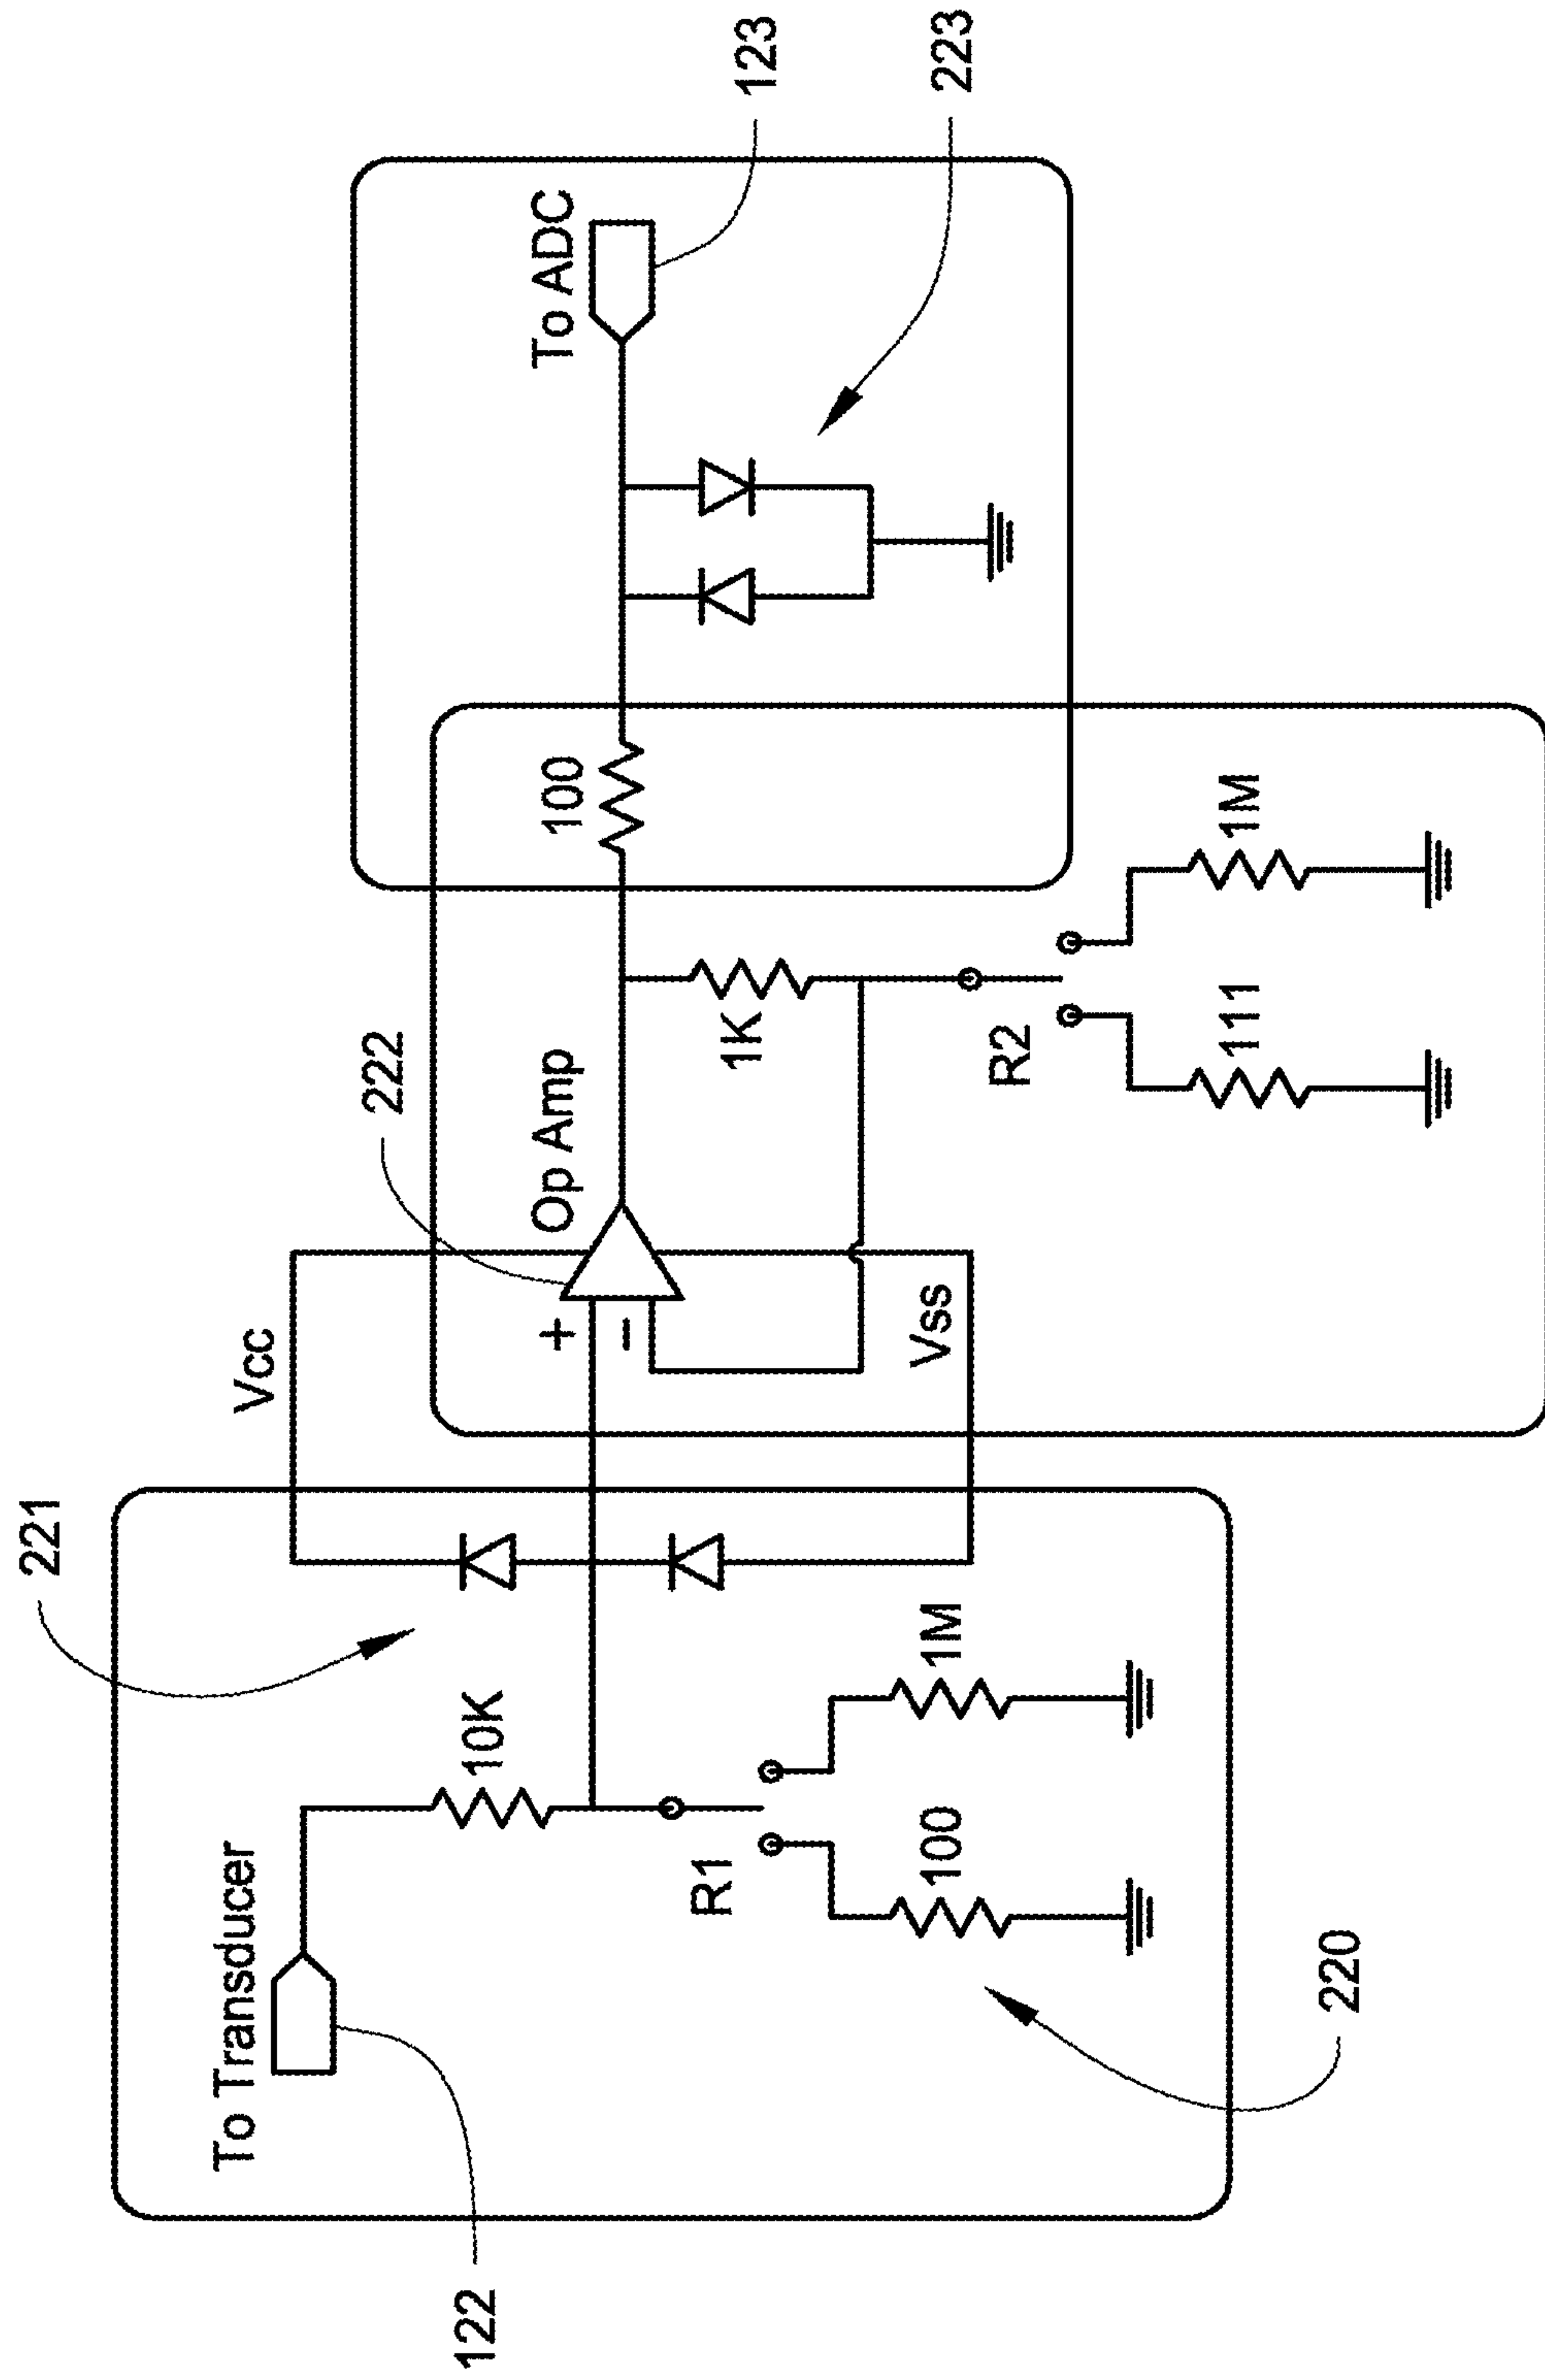 221
Vcc
222
To Transducer
122
10K
Op Amp
+
−
100
To ADC
123
223
1K
Vss
R1
100
1M
R2
111
1M
220